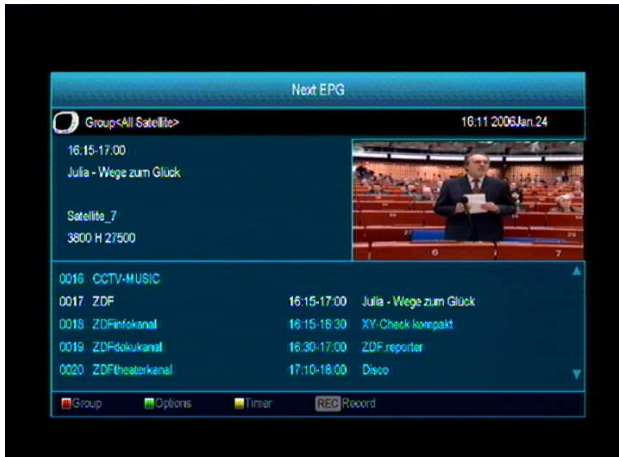 Next EPG
Group<All Satellite>
16:11 2006Jan.24
16:15-17:00
Julia - Wege zum Glück
Satellite_7
3800 H 27500
0016 CCTV-MUSIC
0017 ZDF 16:15-17:00 Julia - Wege zum Glück
0018 ZDFinfokanal 16:15-16:30 XY-Check kompakt
0019 ZDFdokukanal 16:30-17:00 ZDF.reporter
0020 ZDFtheaterkanal 17:10-18:00 Disco
Group Options Timer REC Record
6 7